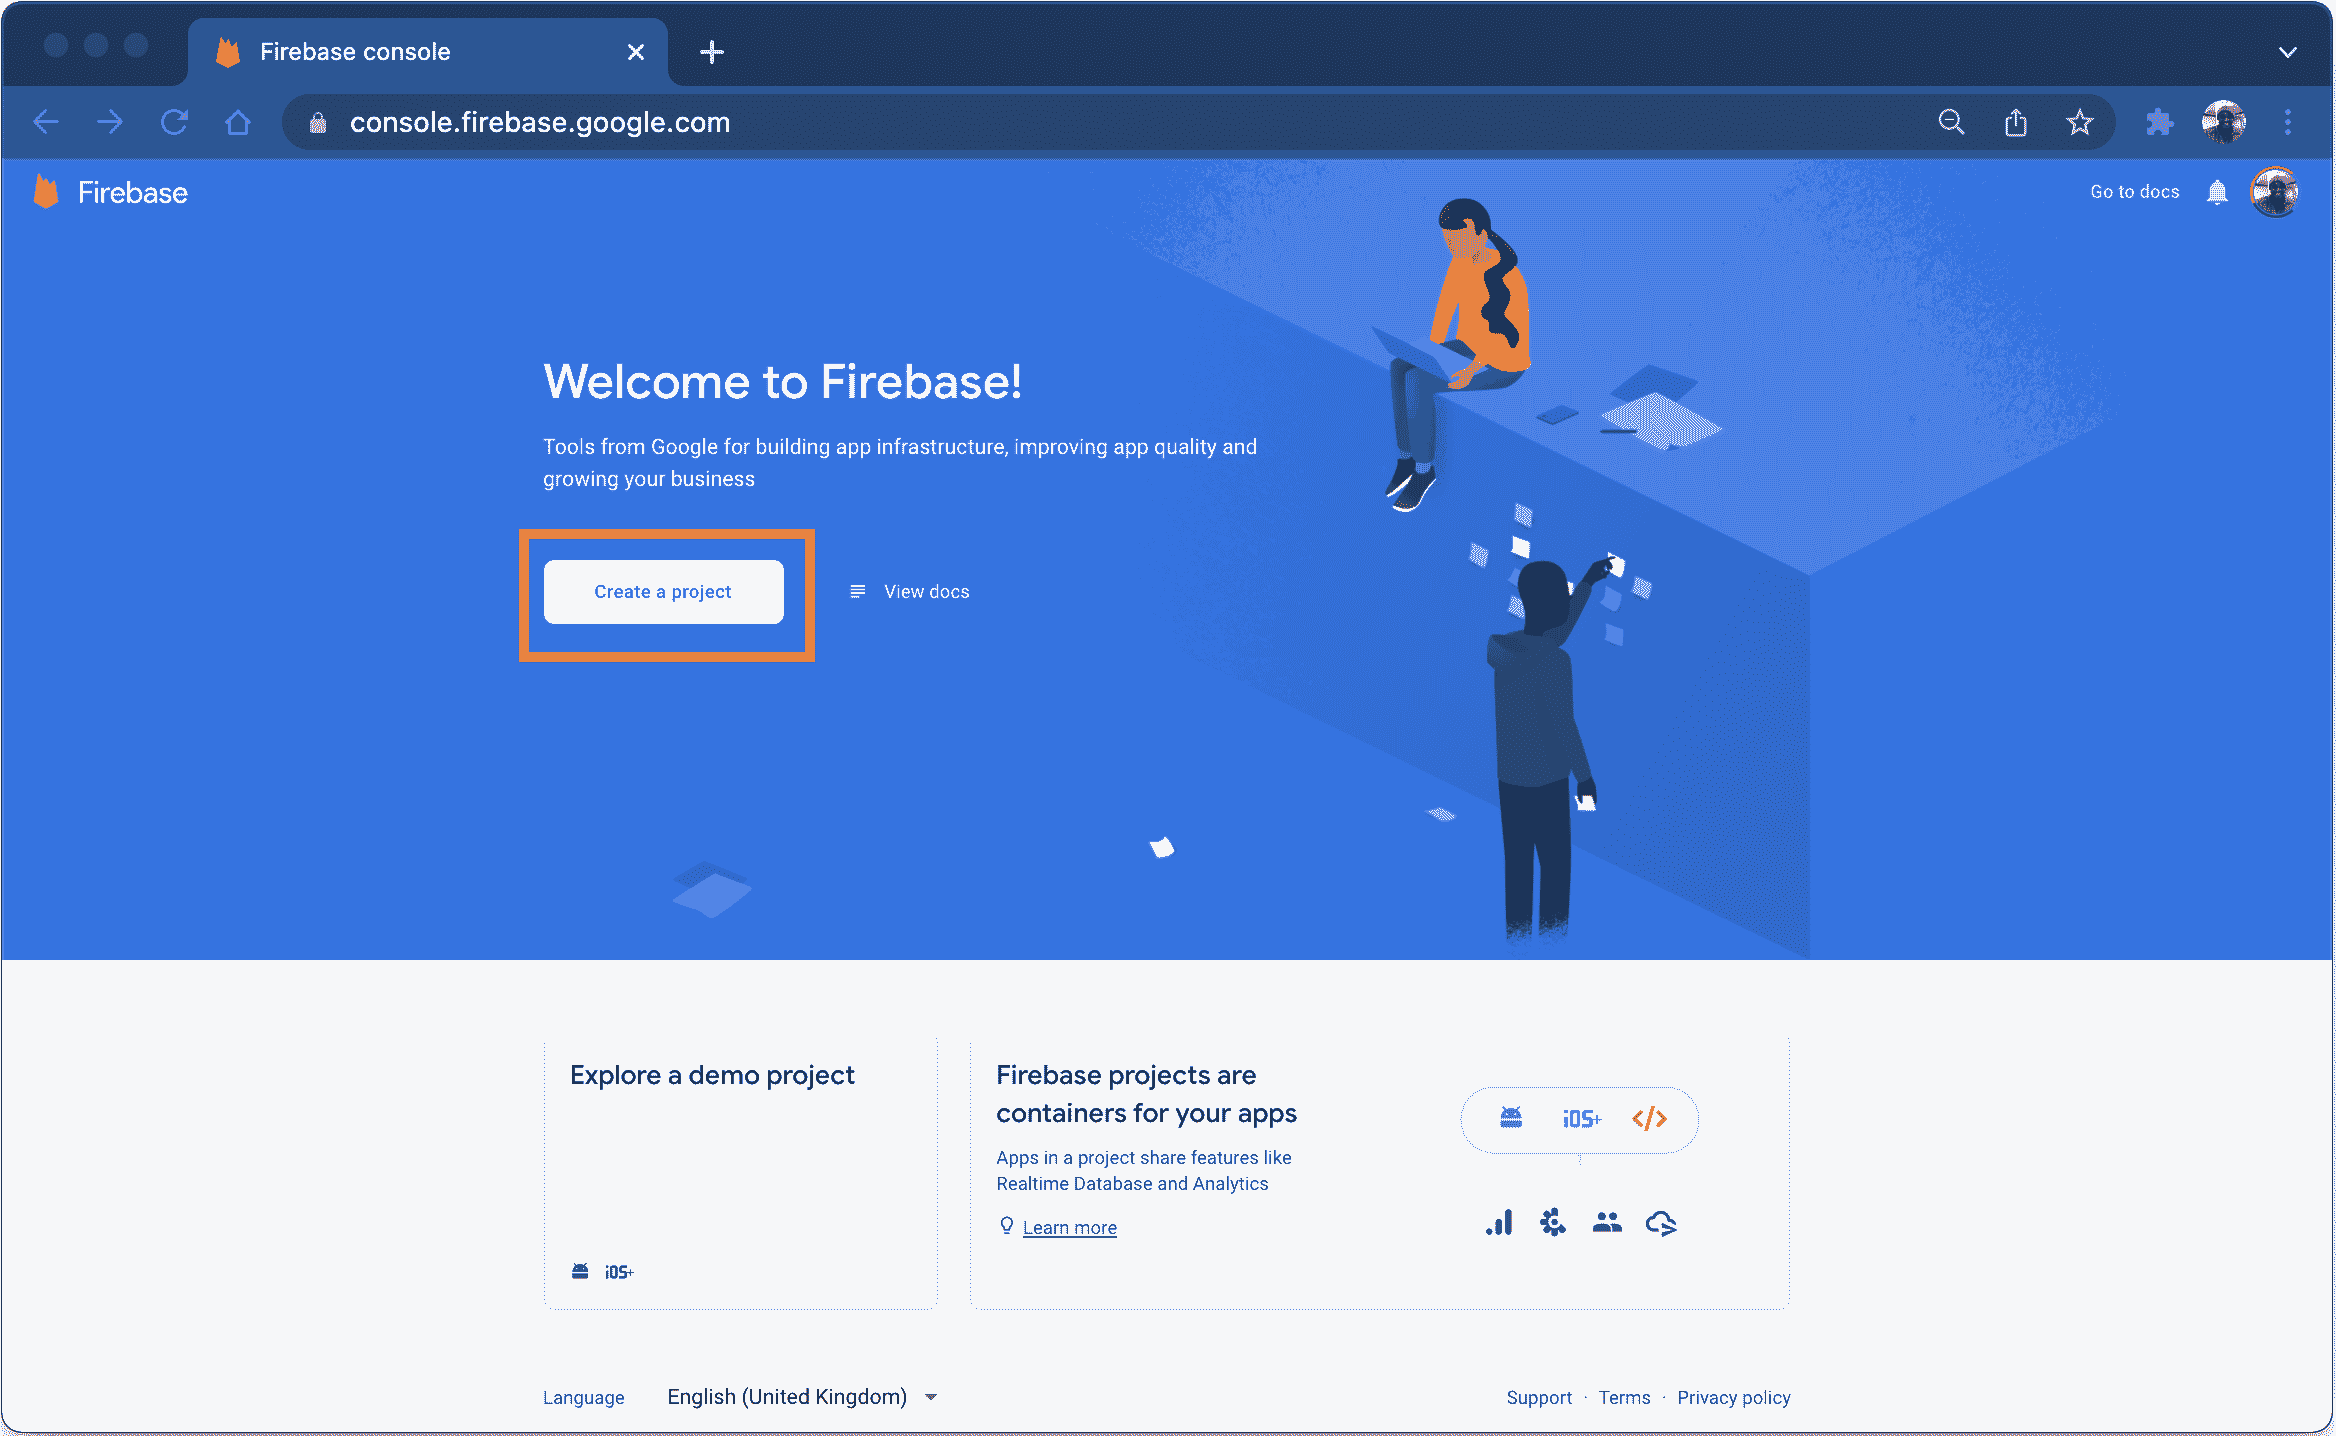 Firebase console
console.firebase.google.com
Firebase
Go to docs
Welcome to Firebase!
Tools from Google for building app infrastructure, improving app quality and
growing your business
Create a project
View docs
Explore a demo project
iOS+
Firebase projects are
containers for your apps
Apps in a project share features like
Realtime Database and Analytics
Learn more
iOS+
Language English (United Kingdom)
Support · Terms · Privacy policy